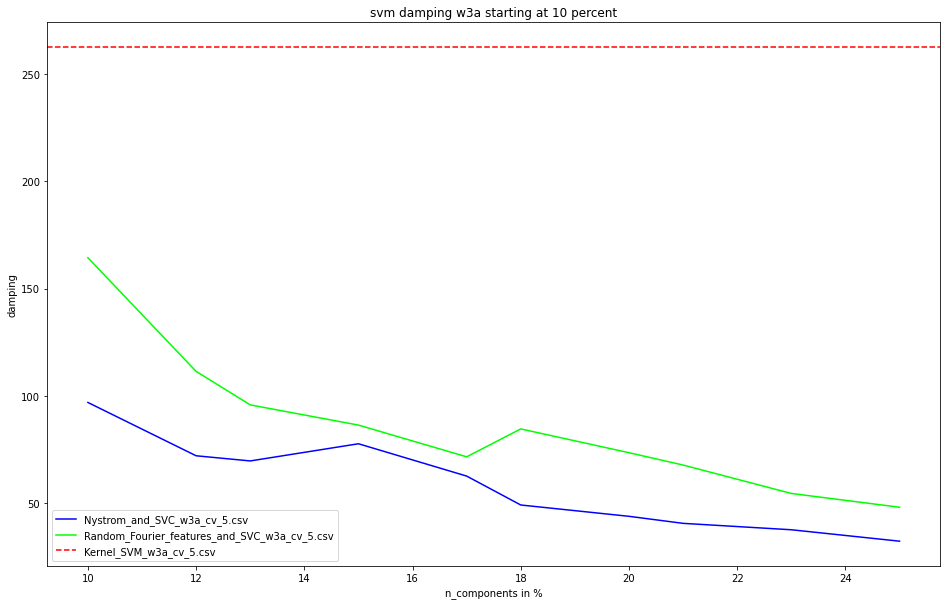 svm damping w3a starting at 10 percent
damping
250
200
150
100
50
Nystrom_and_SVC_w3a_cv_5.csv
Random_Fourier_features_and_SVC_w3a_cv_5.csv
Kernel_SVM_w3a_cv_5.csv
10 12 14 16 18 20 22 24
n_components in %